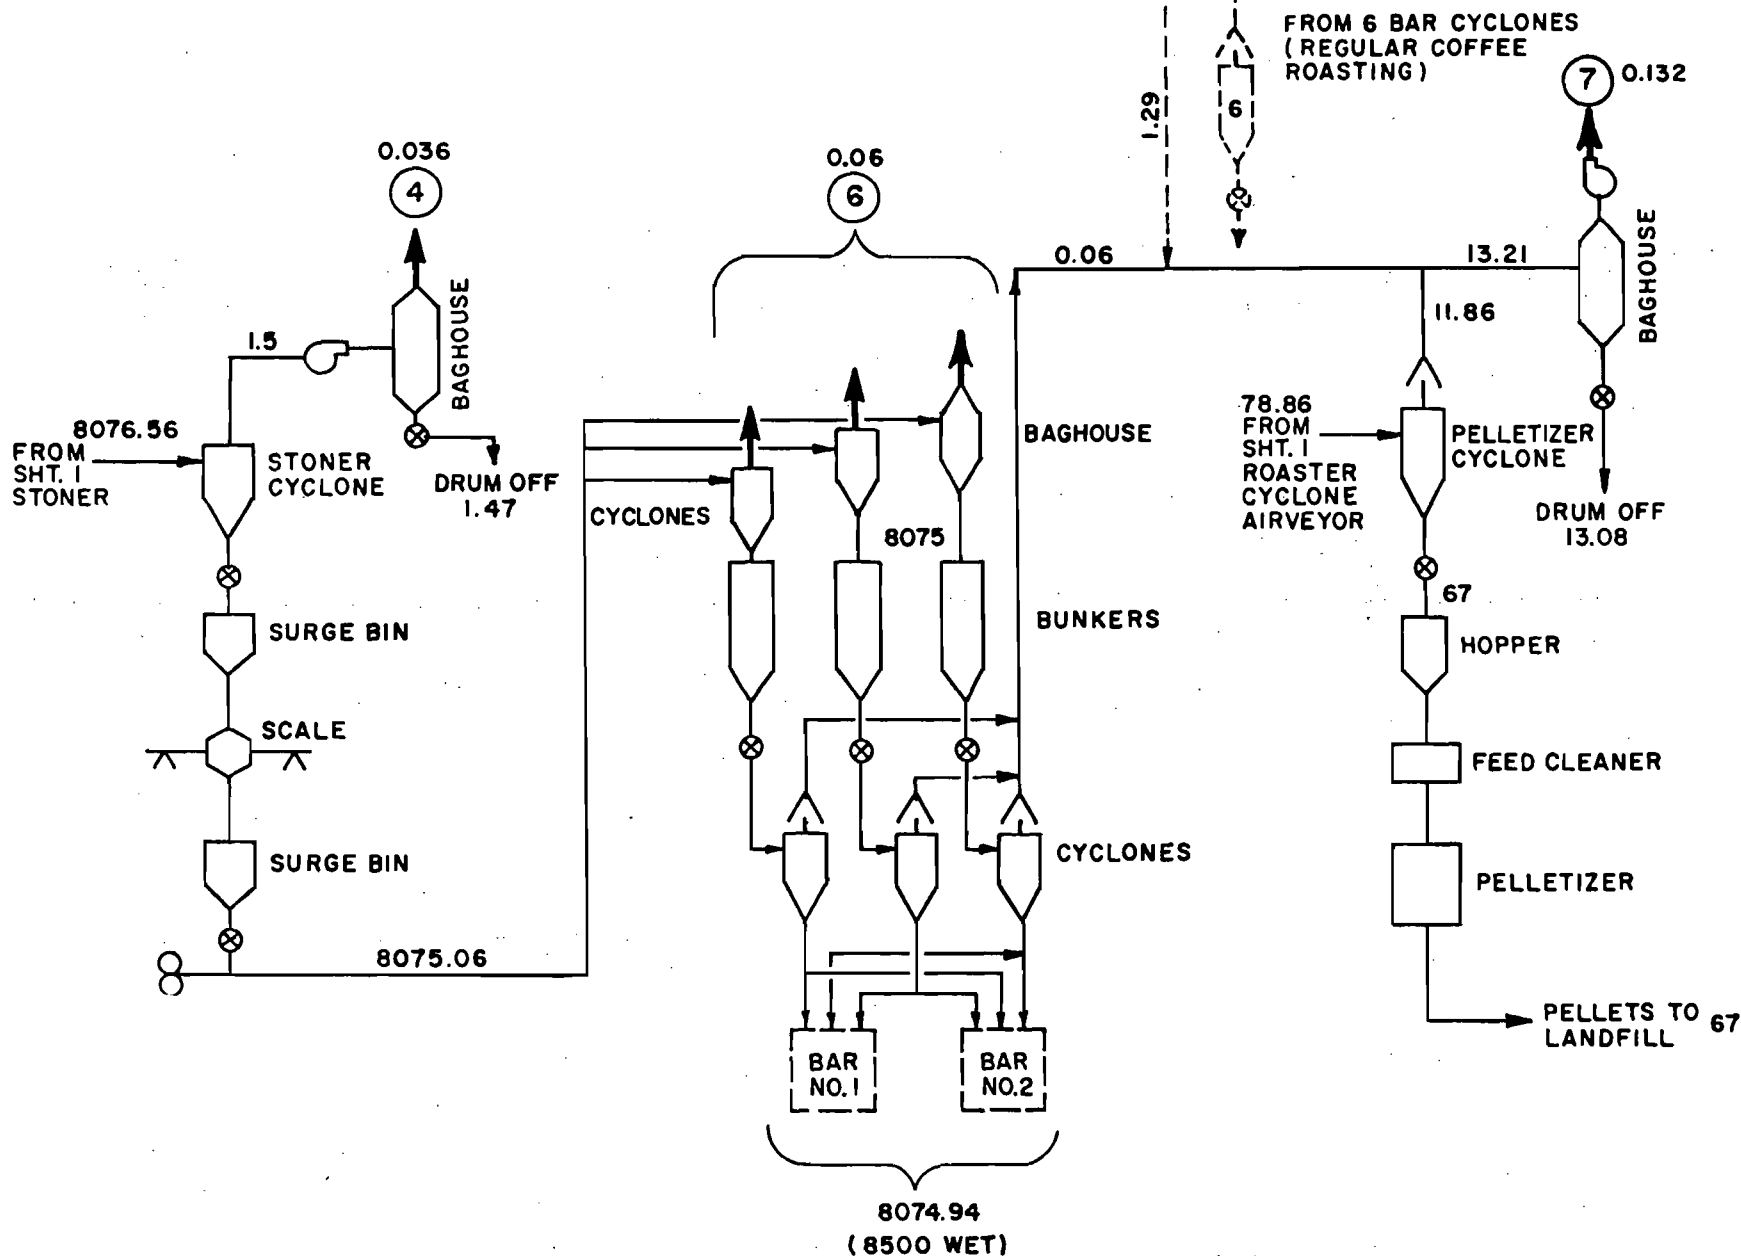 FROM 6 BAR CYCLONES
(REGULAR COFFEE
ROASTING)
7
0.132
1.29
6
0.036
4
0.06
6
BAGHOUSE
0.06
13.21
BAGHOUSE
11.86
1.5
8076.56
FROM
SHT. 1
STONER
STONER
CYCLONE
DRUM OFF
1.47
CYCLONES
8075
BAGHOUSE
78.86
FROM
SHT. 1
ROASTER
CYCLONE
AIRVEYOR
PELLETIZER
CYCLONE
DRUM OFF
13.08
67
HOPPER
SURGE BIN
BUNKERS
SCALE
FEED CLEANER
SURGE BIN
CYCLONES
PELLETIZER
8075.06
PELLETS TO
LANDFILL
67
BAR
NO. 1
BAR
NO. 2
8074.94
(8500 WET)